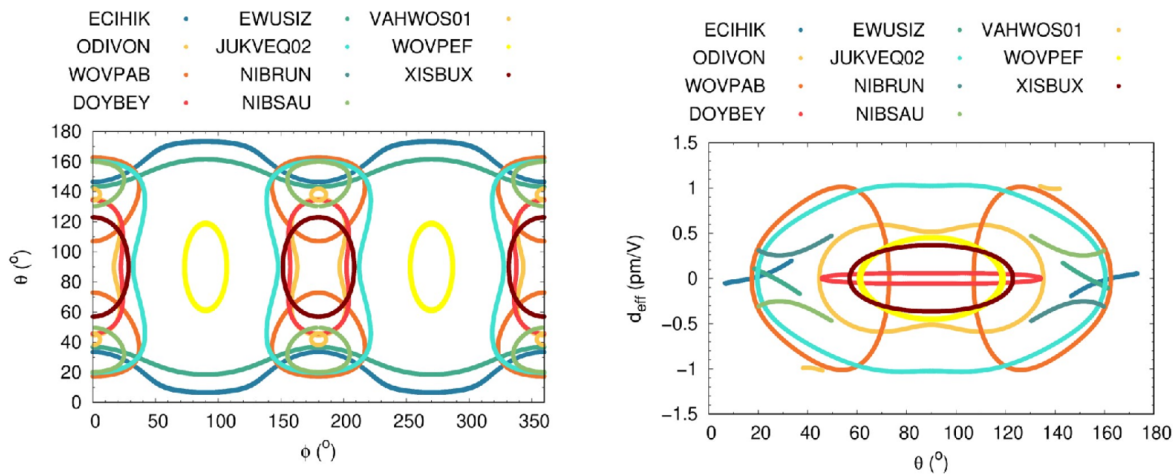 ECIHIK EWUSIZ VAHWOS01
ODIVON JUKVEQ02 WOVPEF
WOVPAB NIBRUN XISBUX
DOYBEY NIBSAU
180
160
140
120
100
80
60
40
20
0
θ (°)
0 50 100 150 200 250 300 350
ϕ (°)
ECIHIK EWUSIZ VAHWOS01
ODIVON JUKVEQ02 WOVPEF
WOVPAB NIBRUN XISBUX
DOYBEY NIBSAU
1.5
1
0.5
0
−0.5
−1
−1.5
deff (pm/V)
0 20 40 60 80 100 120 140 160 180
θ (°)